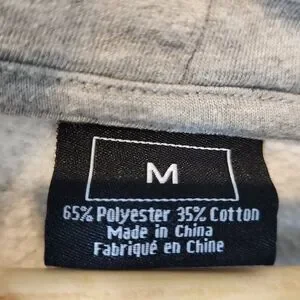 M
65% Polyester 35% Cotton
Made in China
Fabriqué en Chine